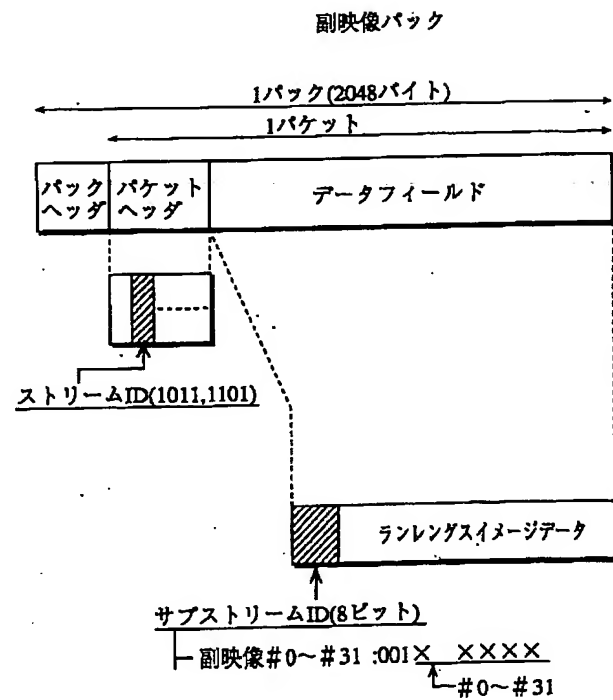 副映像パック
1パック(2048バイト)
1パケット
パック
ヘッダ
パケット
ヘッダ
データフィールド
ストリームID(1011,1101)
ランレングスイメージデータ
サブストリームID(8ビット)
副映像#0～#31 :001× ××××
#0～#31